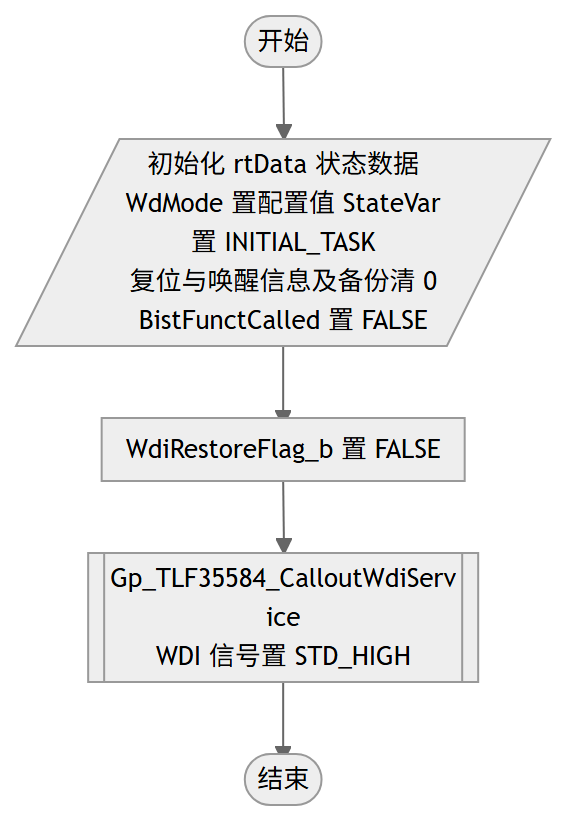 开始
初始化 rtData 状态数据
WdMode 置配置值 StateVar
置 INITIAL_TASK
复位与唤醒信息及备份清 0
BistFunctCalled 置 FALSE
WdiRestoreFlag_b 置 FALSE
Gp_TLF35584_CalloutWdiServ
ice
WDI 信号置 STD_HIGH
结束